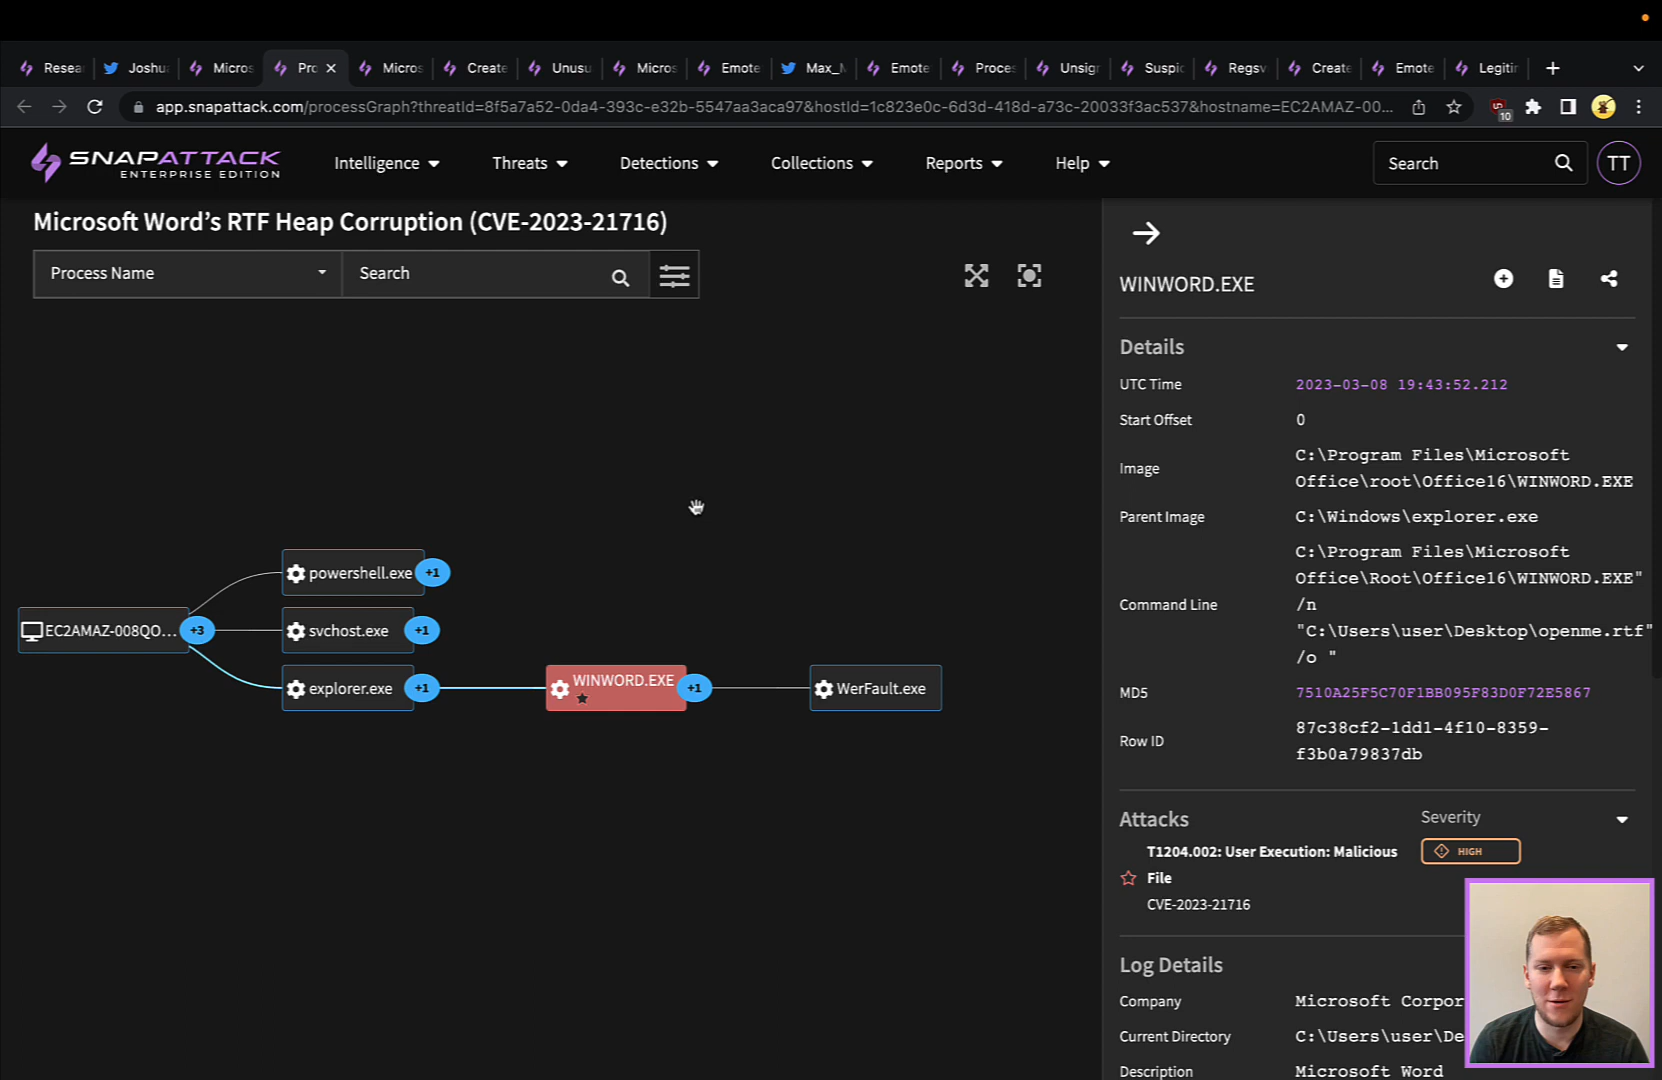 Resea
Joshu
Micros
Pro
Micros
Create
Unusu
Micros
Emote
Max_M
Emote
Proces
Unsign
Suspic
Regsv
Create
Emote
Legitin
app.snapattack.com/processGraph?threatId=8f5a7a52-0da4-393c-e32b-5547aa3aca97&hostId=1c823e0c-6d3d-418d-a73c-20033f3ac537&hostname=EC2AMAZ-00...
10
SNAPATTACK
ENTERPRISE EDITION
Intelligence
Threats
Detections
Collections
Reports
Help
Search
TT
Microsoft Word’s RTF Heap Corruption (CVE-2023-21716)
Process Name
Search
EC2AMAZ-008QO...
+3
powershell.exe
+1
svchost.exe
+1
explorer.exe
+1
WINWORD.EXE
+1
WerFault.exe
WINWORD.EXE
Details
UTC Time 2023-03-08 19:43:52.212
Start Offset 0
Image C:\Program Files\Microsoft
Office\root\Office16\WINWORD.EXE
Parent Image C:\Windows\explorer.exe
Command Line C:\Program Files\Microsoft
Office\Root\Office16\WINWORD.EXE"
/n
"C:\Users\user\Desktop\openme.rtf"
/o "
MD5 7510A25F5C70F1BB095F83D0F72E5867
Row ID 87c38cf2-1dd1-4f10-8359-
f3b0a79837db
Attacks Severity
T1204.002: User Execution: Malicious HIGH
File
CVE-2023-21716
Log Details
Company Microsoft Corpor
Current Directory C:\Users\user\De
Description Microsoft Word